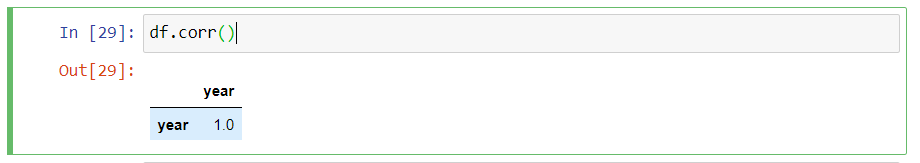 In [29]: df.corr()
Out[29]:
year
year 1.0